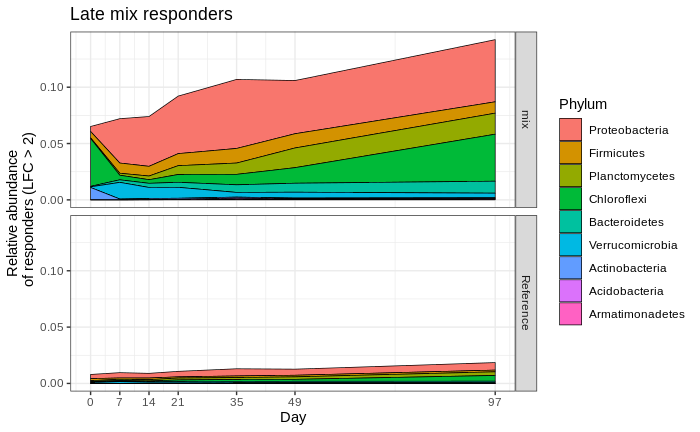 Late mix responders
Relative abundance
of responders (LFC > 2)
0.10
0.05
0.00
mix
0.10
0.05
0.00
Reference
0 7 14 21 35 49 97
Day
Phylum
Proteobacteria
Firmicutes
Planctomycetes
Chloroflexi
Bacteroidetes
Verrucomicrobia
Actinobacteria
Acidobacteria
Armatimonadetes